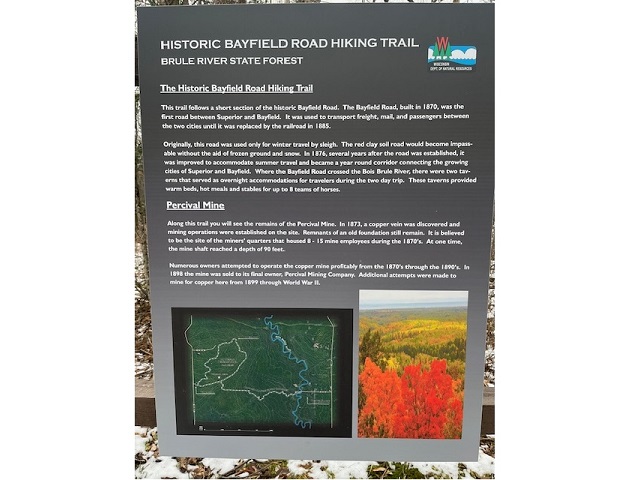 HISTORIC BAYFIELD ROAD HIKING TRAIL
BRULE RIVER STATE FOREST
WISCONSIN
DEPT. OF NATURAL RESOURCES
The Historic Bayfield Road Hiking Trail
This trail follows a short section of the historic Bayfield Road. The Bayfield Road, built in 1870, was the
first road between Superior and Bayfield. It was used to transport freight, mail, and passengers between
the two cities until it was replaced by the railroad in 1885.
Originally, this road was used only for winter travel by sleigh. The red clay soil road would become impass-
able without the aid of frozen ground and snow. In 1876, several years after the road was established, it
was improved to accommodate summer travel and became a year round corridor connecting the growing
cities of Superior and Bayfield. Where the Bayfield Road crossed the Bois Brule River, there were two tav-
erns that served as overnight accommodations for travelers during the two day trip. These taverns provided
warm beds, hot meals and stables for up to 8 teams of horses.
Percival Mine
Along this trail you will see the remains of the Percival Mine. In 1873, a copper vein was discovered and
mining operations were established on the site. Remnants of an old foundation still remain. It is believed
to be the site of the miners' quarters that housed 8 - 15 mine employees during the 1870's. At one time,
the mine shaft reached a depth of 90 feet.
Numerous owners attempted to operate the copper mine profitably from the 1870's through the 1890's. In
1898 the mine was sold to its final owner, Percival Mining Company. Additional attempts were made to
mine for copper here from 1899 through World War II.